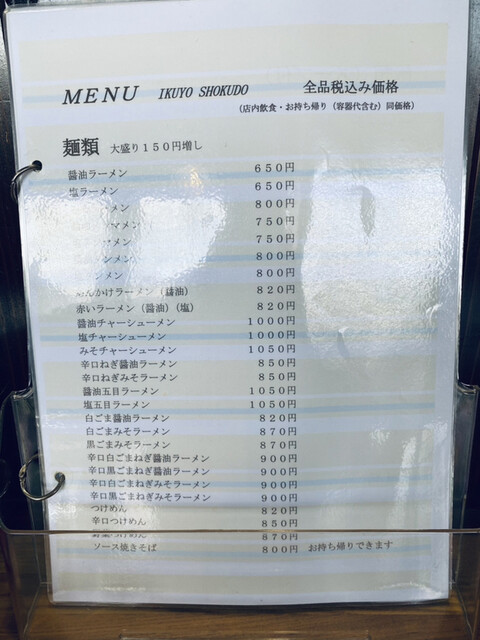 MENU IKUYO SHOKUDO 全品税込み価格
(店内飲食・お持ち帰り(容器代含む)同価格)
麺類 大盛り150円増し
醤油ラーメン 650円
塩ラーメン 650円
メン 800円
マメン 750円
メン 750円
ンメン 800円
ンメン 800円
んかけラーメン(醤油) 820円
赤いラーメン(醤油)(塩) 820円
醤油チャーシューメン 1000円
塩チャーシューメン 1000円
みそチャーシューメン 1050円
辛口ねぎ醤油ラーメン 850円
辛口ねぎみそラーメン 850円
醤油五目ラーメン 1050円
塩五目ラーメン 1050円
白ごま醤油ラーメン 820円
白ごまみそラーメン 870円
黒ごまみそラーメン 870円
辛口白ごまねぎ醤油ラーメン 900円
辛口黒ごまねぎ醤油ラーメン 900円
辛口白ごまねぎみそラーメン 900円
辛口黒ごまねぎみそラーメン 900円
つけめん 820円
辛口つけめん 850円
野菜つけめん 870円
ソース焼きそば 800円 お持ち帰りできます